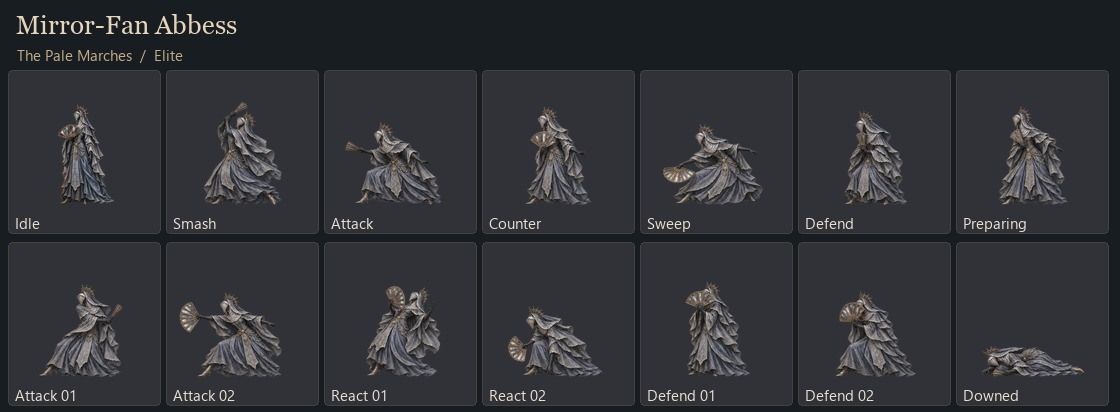 Mirror-Fan Abbess
The Pale Marches / Elite
Idle
Smash
Attack
Counter
Sweep
Defend
Preparing
Attack 01
Attack 02
React 01
React 02
Defend 01
Defend 02
Downed